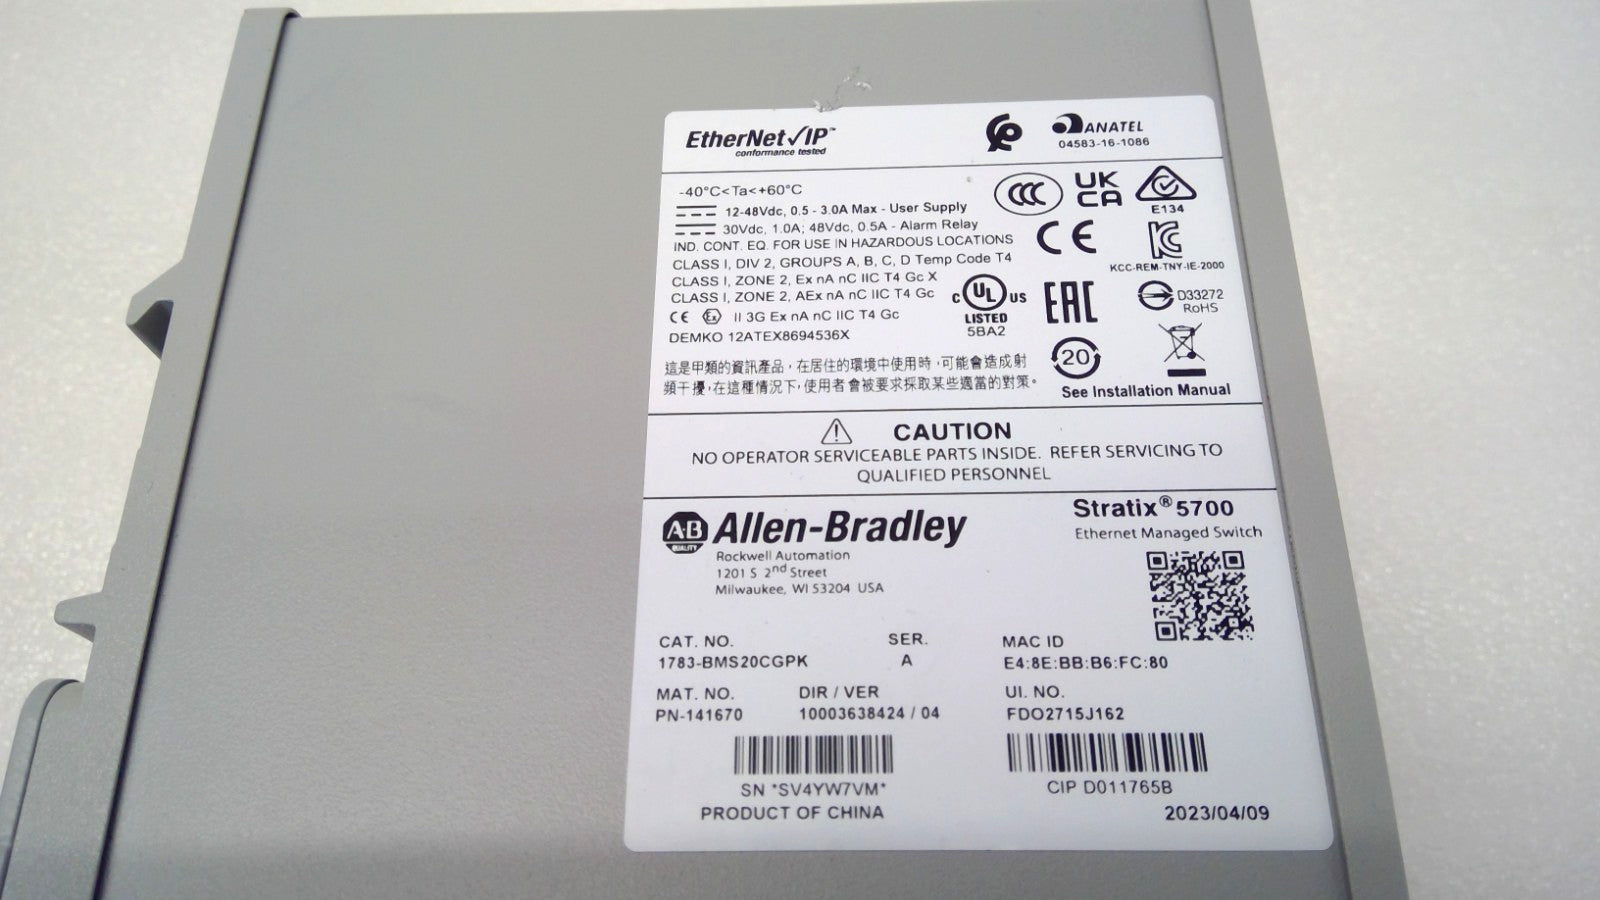 EtherNet/IP™
conformance tested
ANATEL
04583-16-1086
-40°C<Ta<+60°C
12-48Vdc, 0.5 - 3.0A Max - User Supply
30Vdc, 1.0A; 48Vdc, 0.5A - Alarm Relay
IND. CONT. EQ. FOR USE IN HAZARDOUS LOCATIONS
CLASS I, DIV 2, GROUPS A, B, C, D Temp Code T4
CLASS I, ZONE 2, Ex nA nC IIC T4 Gc X
CLASS I, ZONE 2, AEx nA nC IIC T4 Gc
CE Ex II 3G Ex nA nC IIC T4 Gc
DEMKO 12ATEX8694536X
CCC
UK
CA
E134
CE
KC
KCC-REM-TNY-IE-2000
C UL US
LISTED
5BA2
EAC
D33272
RoHS
20
這是甲類的資訊產品，在居住的環境中使用時，可能會造成射
頻干擾，在這種情況下，使用者會被要求採取某些適當的對策。
See Installation Manual
CAUTION
NO OPERATOR SERVICEABLE PARTS INSIDE. REFER SERVICING TO
QUALIFIED PERSONNEL
A·B
QUALITY
Allen-Bradley
Rockwell Automation
1201 S 2nd Street
Milwaukee, WI 53204 USA
Stratix® 5700
Ethernet Managed Switch
CAT. NO. SER. MAC ID
1783-BMS20CGPK A E4:8E:BB:B6:FC:80
MAT. NO. DIR / VER UI. NO.
PN-141670 10003638424 / 04 FDO2715J162
SN *SV4YW7VM* CIP D011765B
PRODUCT OF CHINA 2023/04/09